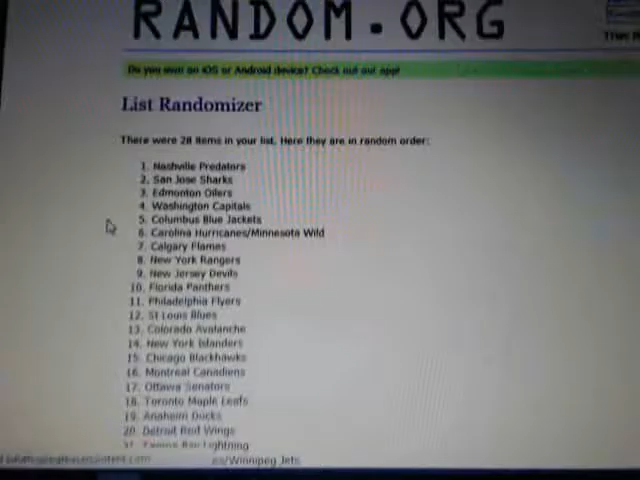 RANDOM.ORG
Do you own an iOS or Android device? Check out our app!
List Randomizer
There were 28 items in your list. Here they are in random order:
1. Nashville Predators
2. San Jose Sharks
3. Edmonton Oilers
4. Washington Capitals
5. Columbus Blue Jackets
6. Carolina Hurricanes/Minnesota Wild
7. Calgary Flames
8. New York Rangers
9. New Jersey Devils
10. Florida Panthers
11. Philadelphia Flyers
12. St Louis Blues
13. Colorado Avalanche
14. New York Islanders
15. Chicago Blackhawks
16. Montreal Canadiens
17. Ottawa Senators
18. Toronto Maple Leafs
19. Anaheim Ducks
20. Detroit Red Wings
21. Tampa Bay Lightning
es/Winnipeg Jets